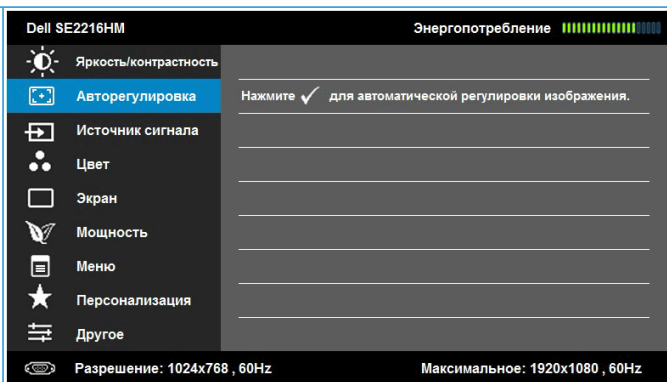 Dell SE2216HM Энергопотребление
Яркость/контрастность
Авторегулировка Нажмите ✓ для автоматической регулировки изображения.
Источник сигнала
Цвет
Экран
Мощность
Меню
Персонализация
Другое
Разрешение: 1024x768 , 60Hz Максимальное: 1920x1080 , 60Hz